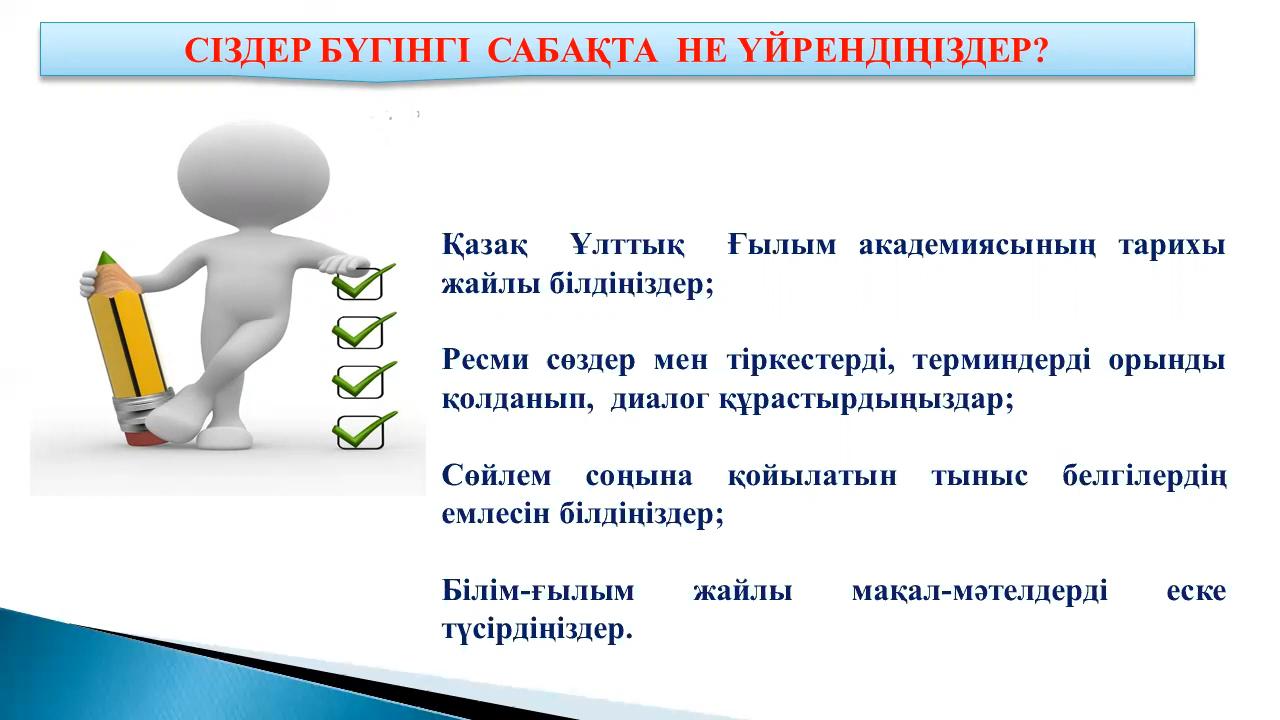 СІЗДЕР БҮГІНГІ САБАҚТА НЕ ҮЙРЕНДІҢІЗДЕР?
Қазақ Ұлттық Ғылым академиясының тарихы
жайлы білдіңіздер;
Ресми сөздер мен тіркестерді, терминдерді орынды
қолданып, диалог құрастырдыңыздар;
Сөйлем соңына қойылатын тыныс белгілердің
емлесін білдіңіздер;
Білім-ғылым жайлы мақал-мәтелдерді еске
түсірдіңіздер.